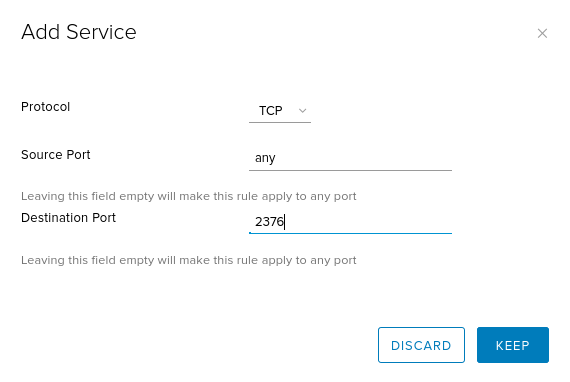 Add Service
Protocol
TCP
Source Port
any
Leaving this field empty will make this rule apply to any port
Destination Port
2376
Leaving this field empty will make this rule apply to any port
DISCARD
KEEP